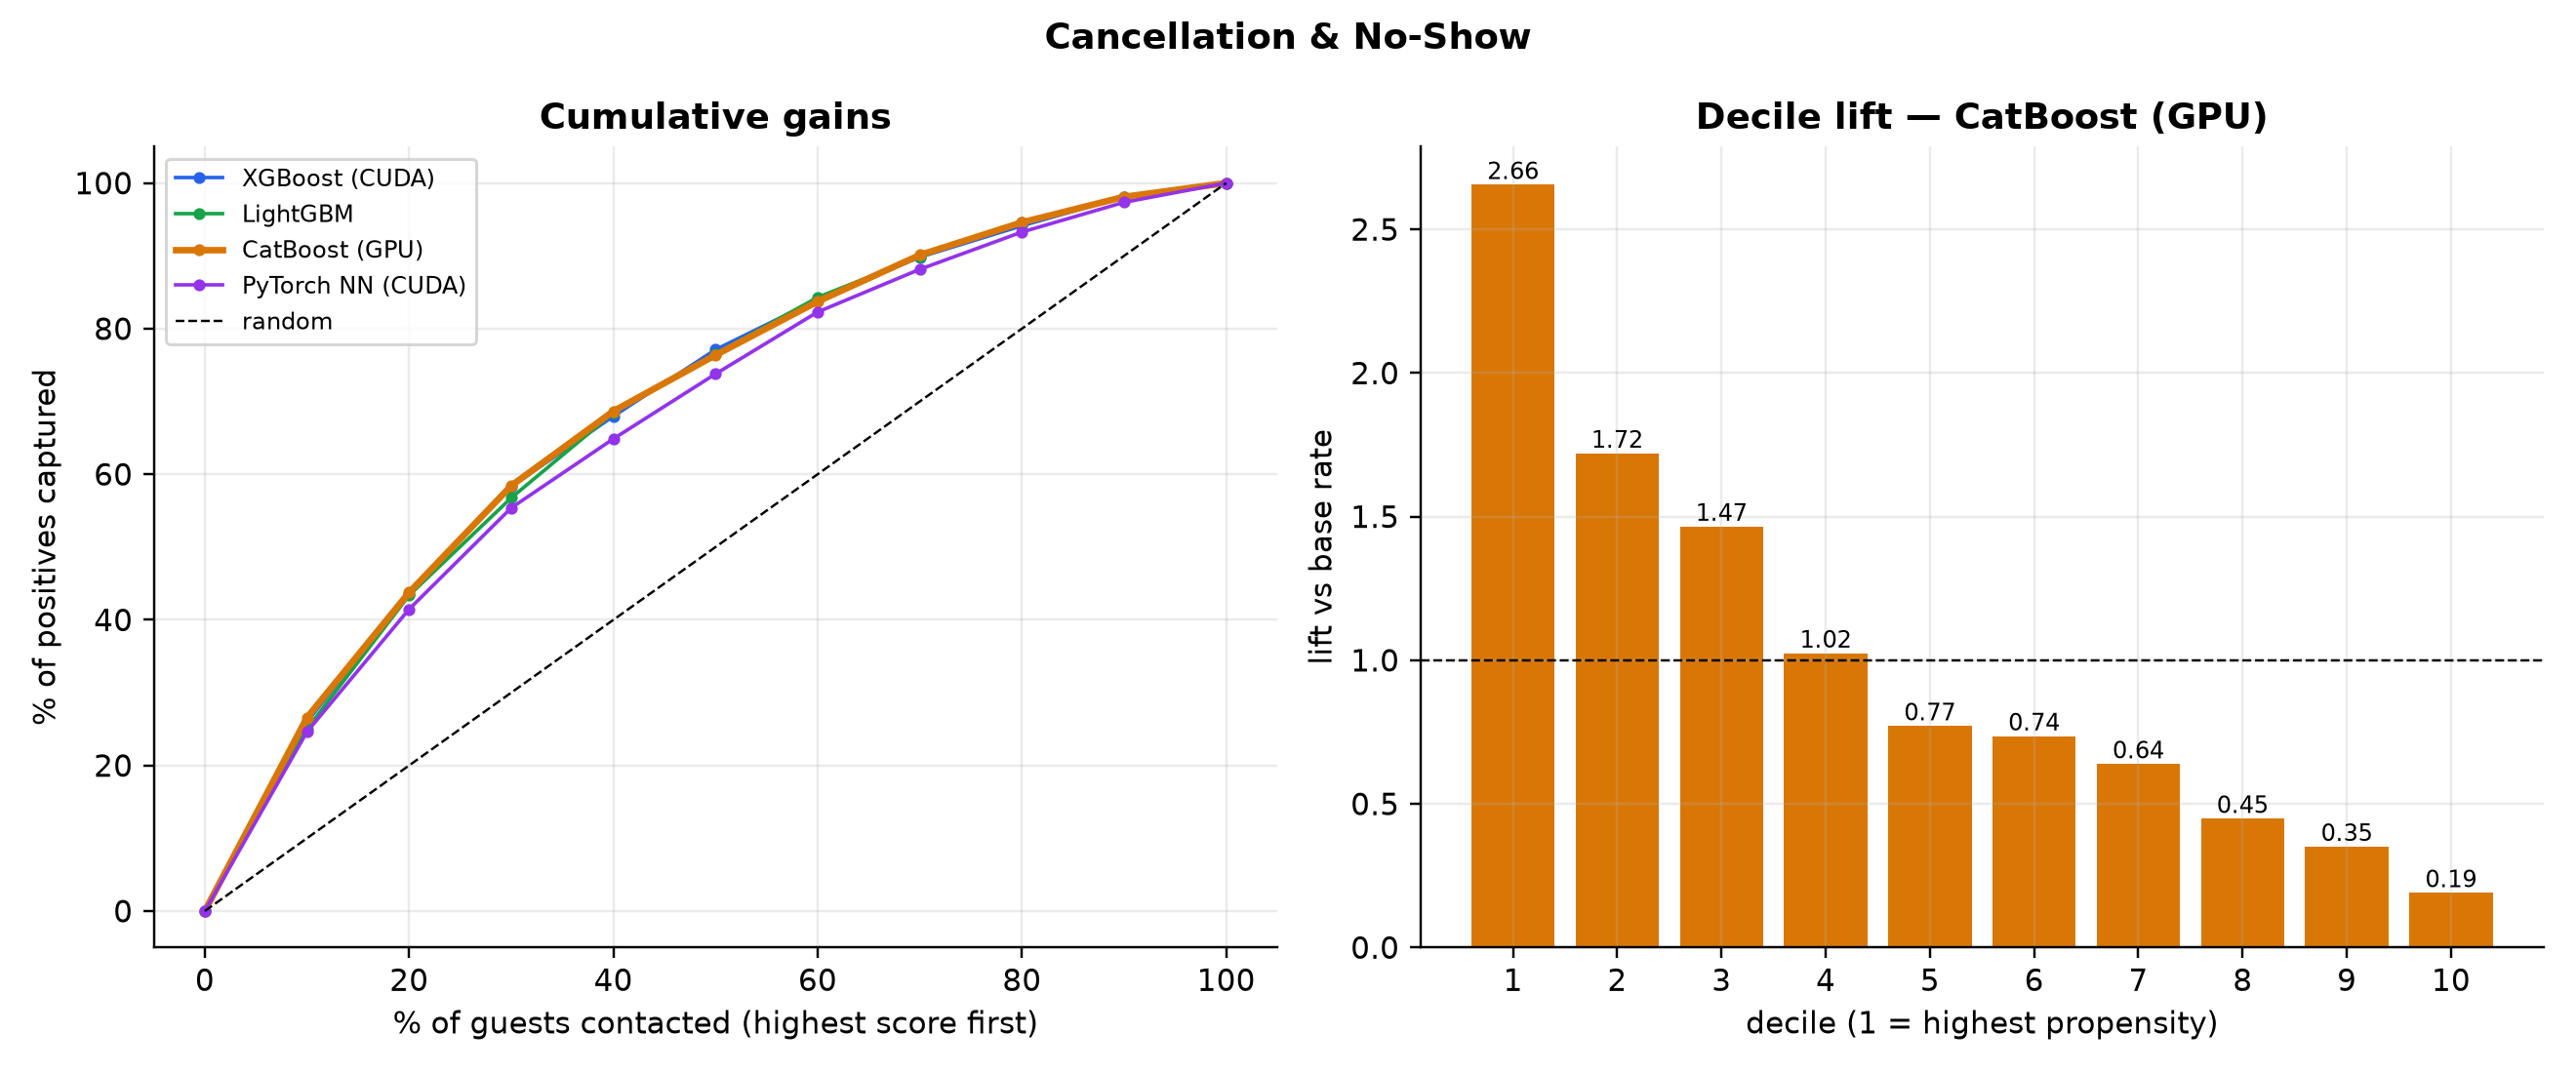 Cancellation & No-Show
Cumulative gains
XGBoost (CUDA)
LightGBM
CatBoost (GPU)
PyTorch NN (CUDA)
random
% of positives captured
100
80
60
40
20
0
0 20 40 60 80 100
% of guests contacted (highest score first)
Decile lift — CatBoost (GPU)
lift vs base rate
2.5
2.0
1.5
1.0
0.5
0.0
2.66
1.72
1.47
1.02
0.77
0.74
0.64
0.45
0.35
0.19
1 2 3 4 5 6 7 8 9 10
decile (1 = highest propensity)